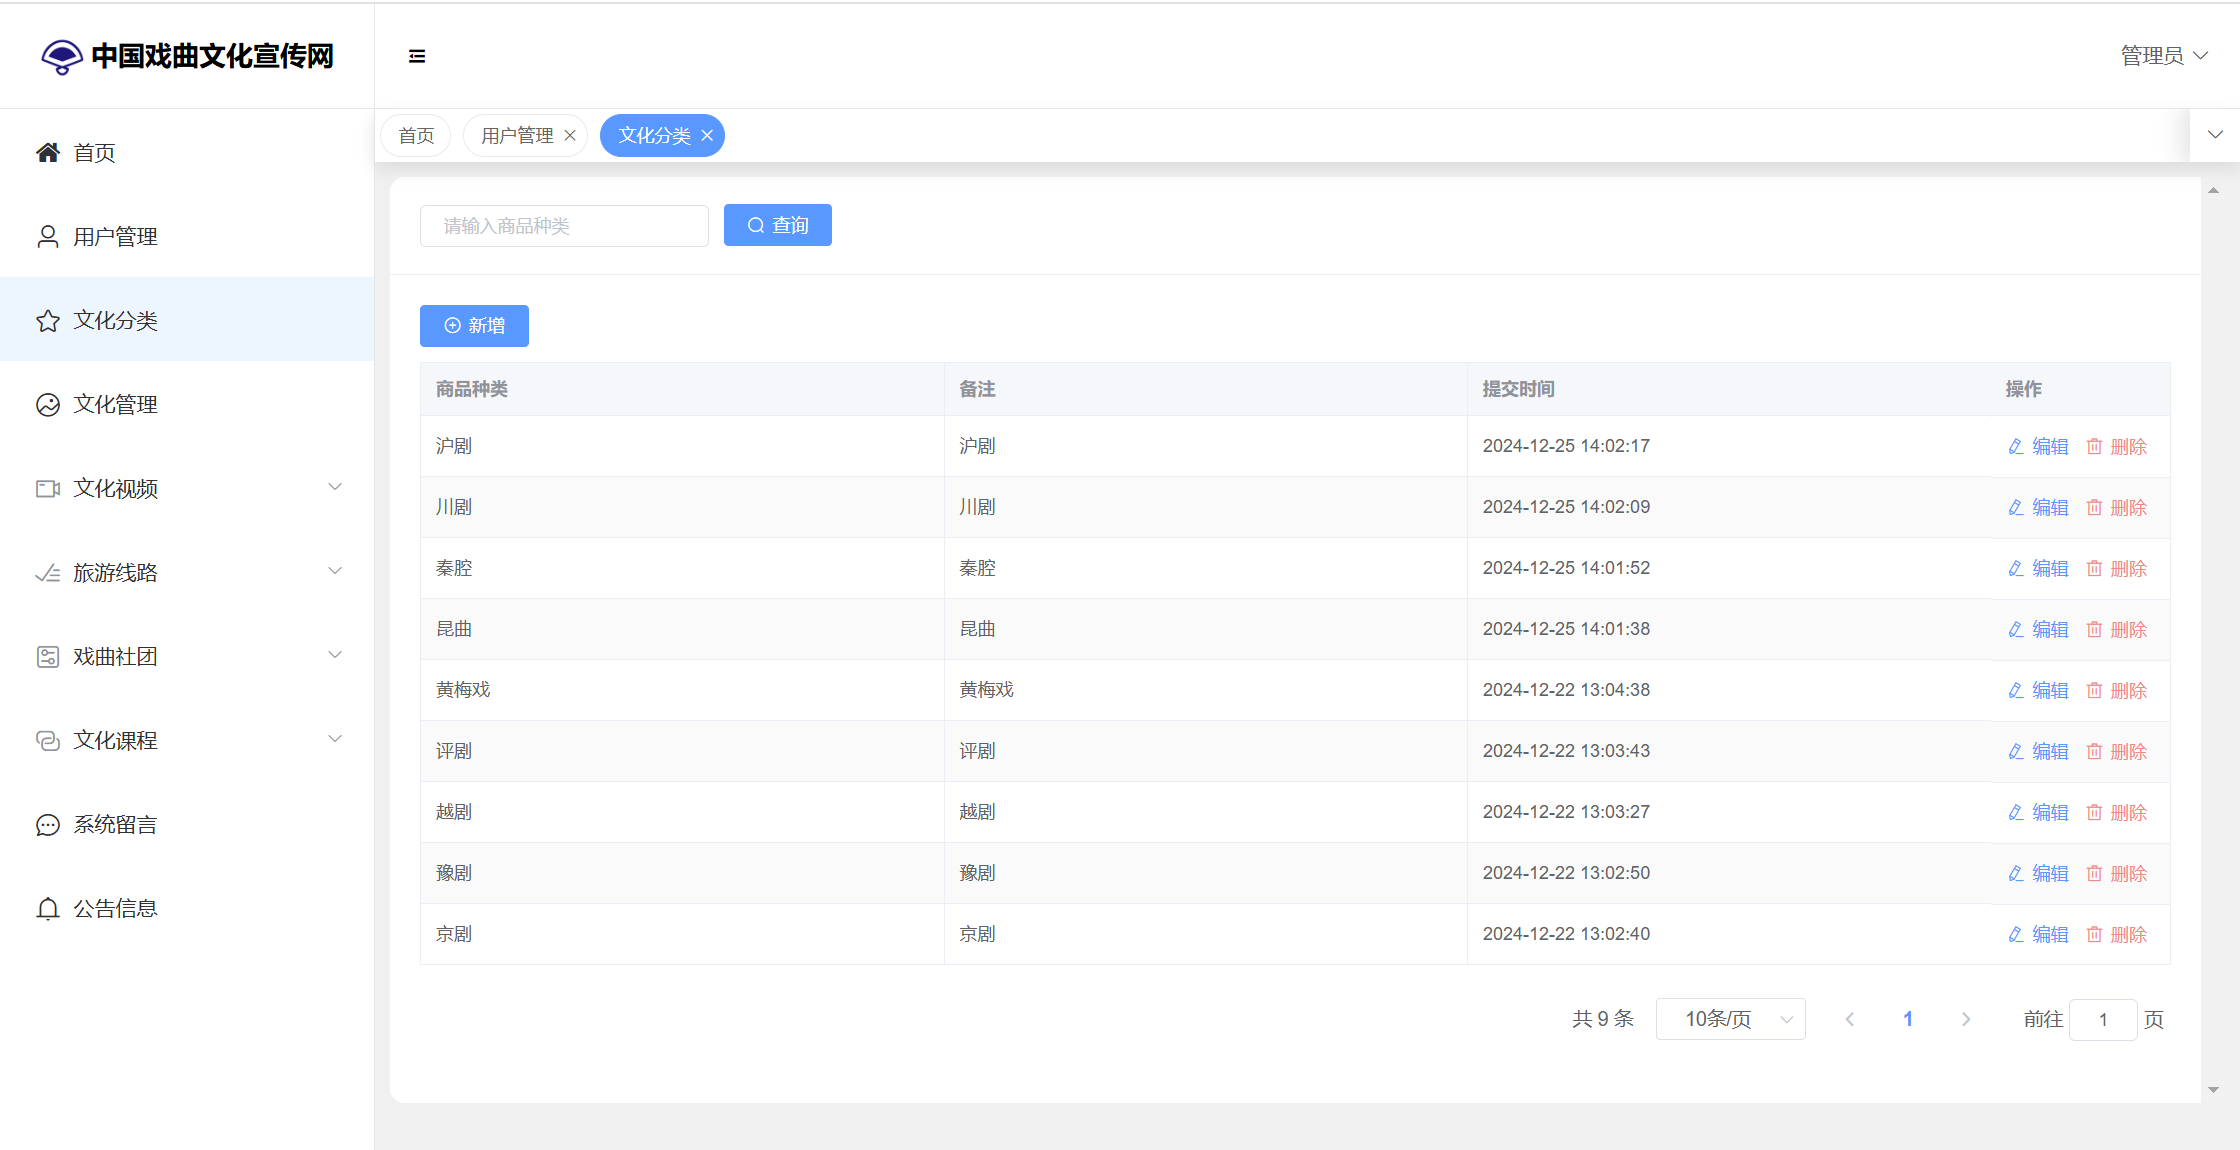 中国戏曲文化宣传网
管理员
首页
用户管理
文化分类
文化管理
文化视频
旅游线路
戏曲社团
文化课程
系统留言
公告信息
首页 用户管理 文化分类
请输入商品种类 查询
新增
商品种类 备注 提交时间 操作
沪剧 沪剧 2024-12-25 14:02:17 编辑 删除
川剧 川剧 2024-12-25 14:02:09 编辑 删除
秦腔 秦腔 2024-12-25 14:01:52 编辑 删除
昆曲 昆曲 2024-12-25 14:01:38 编辑 删除
黄梅戏 黄梅戏 2024-12-22 13:04:38 编辑 删除
评剧 评剧 2024-12-22 13:03:43 编辑 删除
越剧 越剧 2024-12-22 13:03:27 编辑 删除
豫剧 豫剧 2024-12-22 13:02:50 编辑 删除
京剧 京剧 2024-12-22 13:02:40 编辑 删除
共 9 条 10条/页 1 前往 1 页